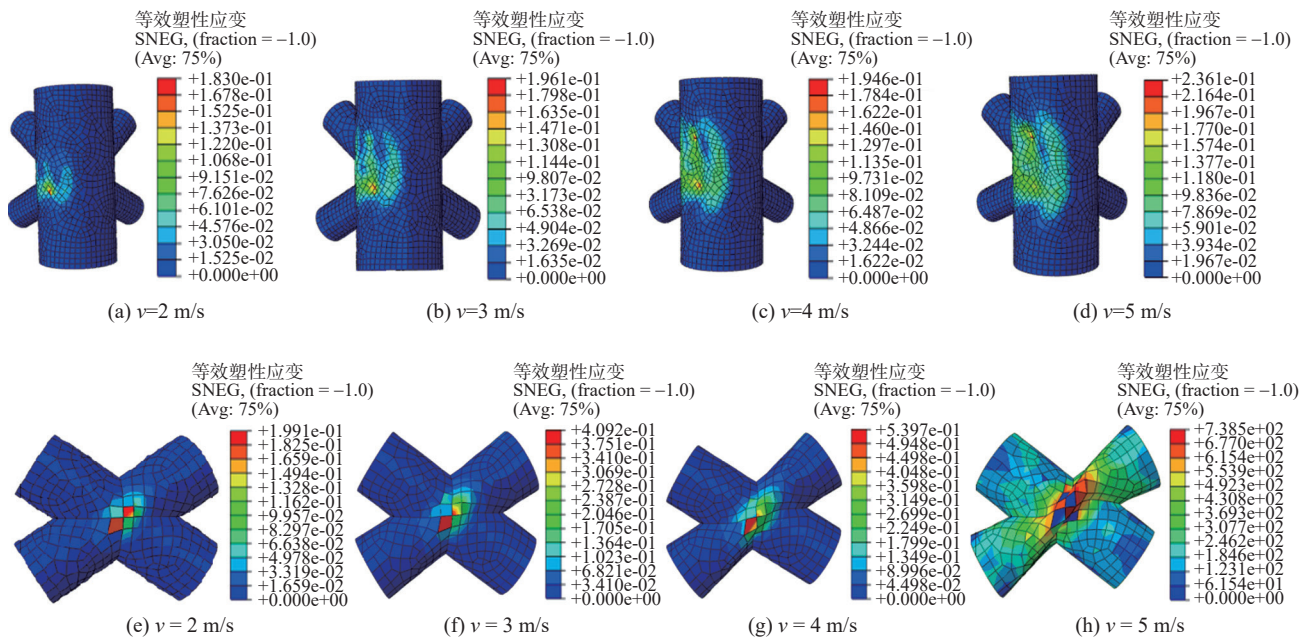 等效塑性应变
SNEG, (fraction = −1.0)
(Avg: 75%)
+1.830e-01
+1.678e-01
+1.525e-01
+1.373e-01
+1.220e-01
+1.068e-01
+9.151e-02
+7.626e-02
+6.101e-02
+4.576e-02
+3.050e-02
+1.525e-02
+0.000e+00
(a) v=2 m/s
等效塑性应变
SNEG, (fraction = −1.0)
(Avg: 75%)
+1.961e-01
+1.798e-01
+1.635e-01
+1.471e-01
+1.308e-01
+1.144e-01
+9.807e-02
+3.173e-02
+6.538e-02
+4.904e-02
+3.269e-02
+1.635e-02
+0.000e+00
(b) v=3 m/s
等效塑性应变
SNEG, (fraction = −1.0)
(Avg: 75%)
+1.946e-01
+1.784e-01
+1.622e-01
+1.460e-01
+1.297e-01
+1.135e-01
+9.731e-02
+8.109e-02
+6.487e-02
+4.866e-02
+3.244e-02
+1.622e-02
+0.000e+00
(c) v=4 m/s
等效塑性应变
SNEG, (fraction = −1.0)
(Avg: 75%)
+2.361e-01
+2.164e-01
+1.967e-01
+1.770e-01
+1.574e-01
+1.377e-01
+1.180e-01
+9.836e-02
+7.869e-02
+5.901e-02
+3.934e-02
+1.967e-02
+0.000e+00
(d) v=5 m/s
等效塑性应变
SNEG, (fraction = −1.0)
(Avg: 75%)
+1.991e-01
+1.825e-01
+1.659e-01
+1.494e-01
+1.328e-01
+1.162e-01
+9.957e-02
+8.297e-02
+6.638e-02
+4.978e-02
+3.319e-02
+1.659e-02
+0.000e+00
(e) v = 2 m/s
等效塑性应变
SNEG, (fraction = −1.0)
(Avg: 75%)
+4.092e-01
+3.751e-01
+3.410e-01
+3.069e-01
+2.728e-01
+2.387e-01
+2.046e-01
+1.705e-01
+1.364e-01
+1.023e-01
+6.821e-02
+3.410e-02
+0.000e+00
(f) v = 3 m/s
等效塑性应变
SNEG, (fraction = −1.0)
(Avg: 75%)
+5.397e-01
+4.948e-01
+4.498e-01
+4.048e-01
+3.598e-01
+3.149e-01
+2.699e-01
+2.249e-01
+1.799e-01
+1.349e-01
+8.996e-02
+4.498e-02
+0.000e+00
(g) v = 4 m/s
等效塑性应变
SNEG, (fraction = −1.0)
(Avg: 75%)
+7.385e+02
+6.770e+02
+6.154e+02
+5.539e+02
+4.923e+02
+4.308e+02
+3.693e+02
+3.077e+02
+2.462e+02
+1.846e+02
+1.231e+02
+6.154e+01
+0.000e+00
(h) v = 5 m/s